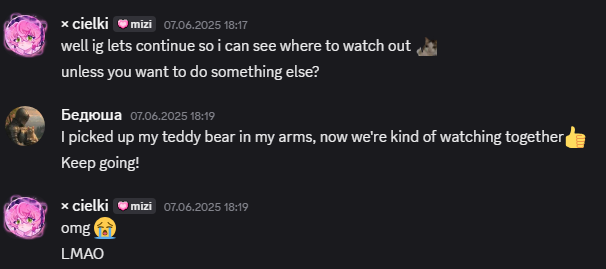 × cielki mizi 07.06.2025 18:17
well ig lets continue so i can see where to watch out
unless you want to do something else?
Бедюша 07.06.2025 18:19
I picked up my teddy bear in my arms, now we're kind of watching together👍
Keep going!
× cielki mizi 07.06.2025 18:19
omg 😭
LMAO